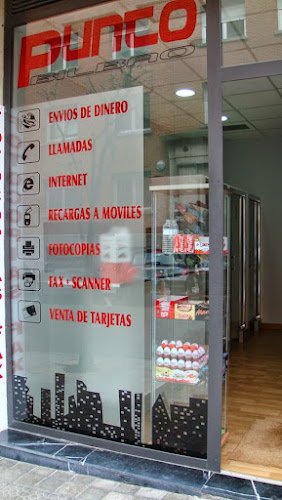 PUNTO
BILBAO
ENVIOS DE DINERO
LLAMADAS
INTERNET
RECARGAS A MOVILES
FOTOCOPIAS
FAX - SCANNER
VENTA DE TARJETAS